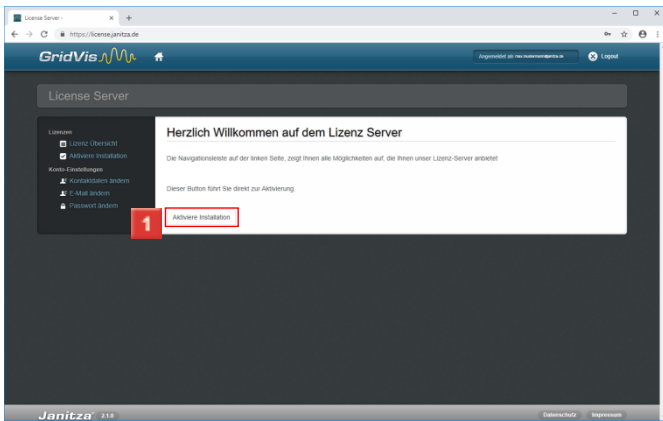 License Server -
https://license.janitza.de
GridVis
Angemeldet als
Logout
License Server
Lizenzen
Lizenz Übersicht
Aktiviere Installation
Konto-Einstellungen
Kontaktdaten ändern
E-Mail ändern
Passwort ändern
Herzlich Willkommen auf dem Lizenz Server
Die Navigationsleiste auf der linken Seite, zeigt Ihnen alle Möglichkeiten auf, die Ihnen unser Lizenz-Server anbietet.
Dieser Button führt Sie direkt zur Aktivierung.
1
Aktiviere Installation
Janitza 2.1.0
Datenschutz Impressum